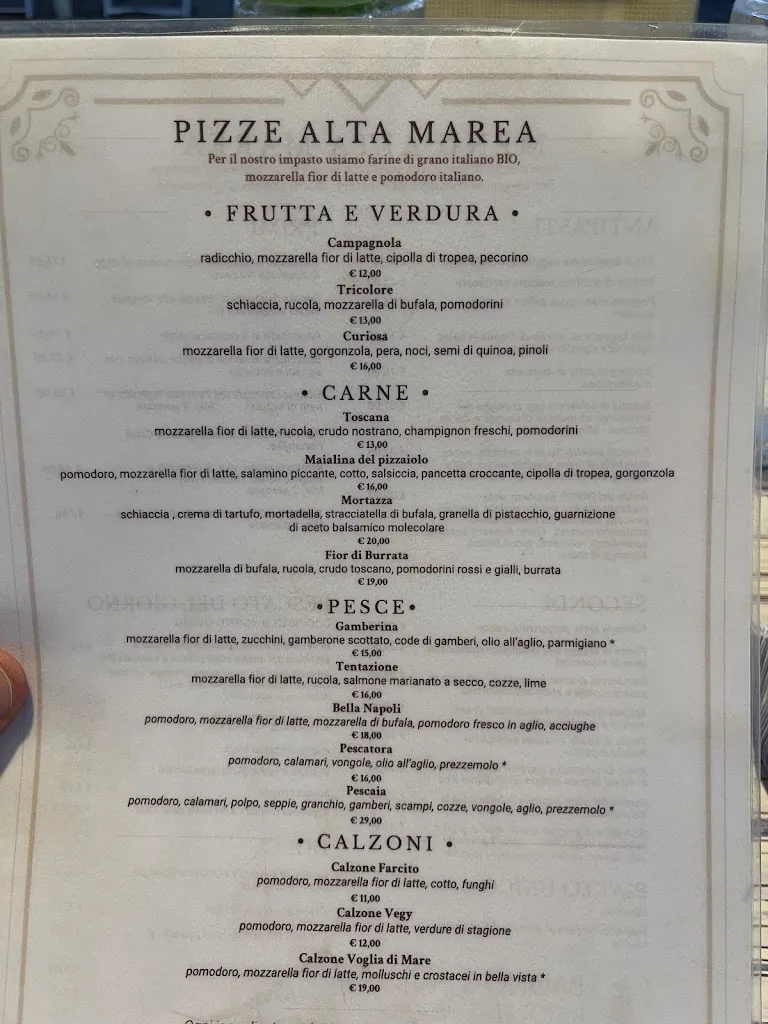 PIZZE ALTA MAREA
Per il nostro impasto usiamo farine di grano italiano BIO,
mozzarella fior di latte e pomodoro italiano.
• FRUTTA E VERDURA •
Campagnola
radicchio, mozzarella fior di latte, cipolla di tropea, pecorino
€ 12,00
Tricolore
schiaccia, rucola, mozzarella di bufala, pomodorini
€ 13,00
Curiosa
mozzarella fior di latte, gorgonzola, pera, noci, semi di quinoa, pinoli
€ 16,00
• CARNE •
Toscana
mozzarella fior di latte, rucola, crudo nostrano, champignon freschi, pomodorini
€ 13,00
Maialina del pizzaiolo
pomodoro, mozzarella fior di latte, salamino piccante, cotto, salsiccia, pancetta croccante, cipolla di tropea, gorgonzola
€ 16,00
Mortazza
schiaccia , crema di tartufo, mortadella, stracciatella di bufala, granella di pistacchio, guarnizione
di aceto balsamico molecolare
€ 20,00
Fior di Burrata
mozzarella di bufala, rucola, crudo toscano, pomodorini rossi e gialli, burrata
€ 19,00
•PESCE•
Gamberina
mozzarella fior di latte, zucchini, gamberone scottato, code di gamberi, olio all'aglio, parmigiano *
€ 15,00
Tentazione
mozzarella fior di latte, rucola, salmone marianato a secco, cozze, lime
€ 16,00
Bella Napoli
pomodoro, mozzarella fior di latte, mozzarella di bufala, pomodoro fresco in aglio, acciughe
€ 18,00
Pescatora
pomodoro, calamari, vongole, olio all'aglio, prezzemolo *
€ 16,00
Pescaia
pomodoro, calamari, polpo, seppie, granchio, gamberi, scampi, cozze, vongole, aglio, prezzemolo *
€ 29,00
• CALZONI •
Calzone Farcito
pomodoro, mozzarella fior di latte, cotto, funghi
€ 11,00
Calzone Vegy
pomodoro, mozzarella fior di latte, verdure di stagione
€ 12,00
Calzone Voglia di Mare
pomodoro, mozzarella fior di latte, molluschi e crostacei in bella vista *
€ 19,00